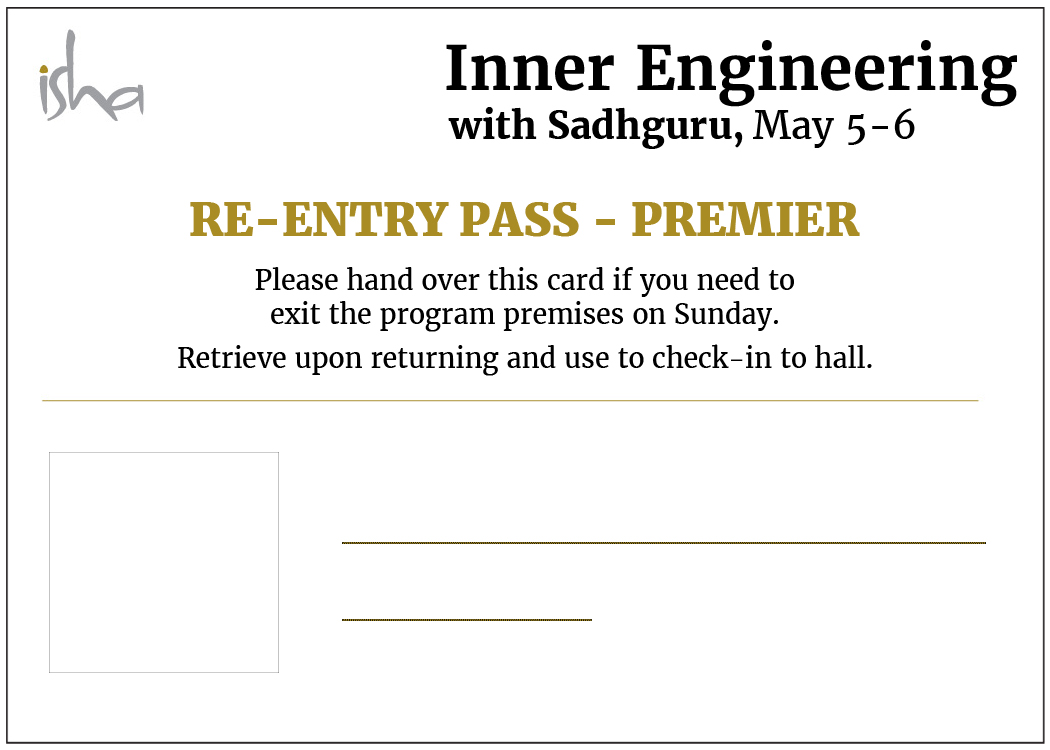 isha
Inner Engineering
with Sadhguru, May 5-6
RE-ENTRY PASS - PREMIER
Please hand over this card if you need to
exit the program premises on Sunday.
Retrieve upon returning and use to check-in to hall.